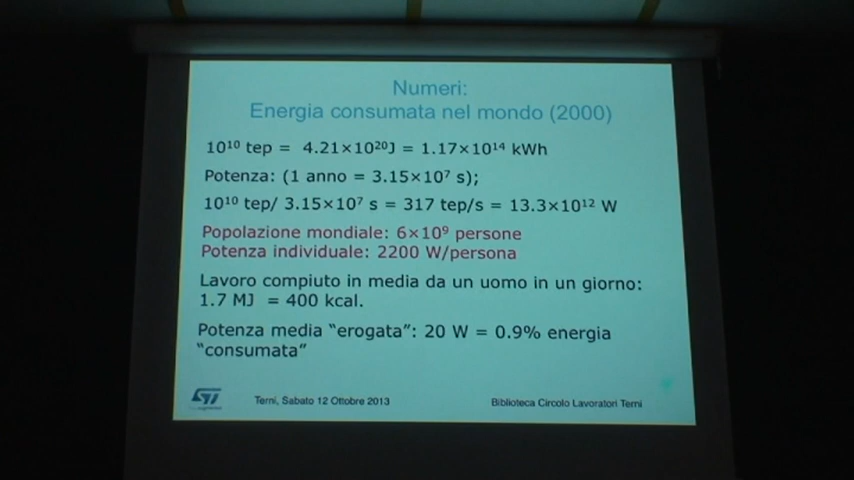 Numeri:
Energia consumata nel mondo (2000)
10¹⁰ tep = 4.21×10²⁰J = 1.17×10¹⁴ kWh
Potenza: (1 anno = 3.15×10⁷ s);
10¹⁰ tep/ 3.15×10⁷ s = 317 tep/s = 13.3×10¹² W
Popolazione mondiale: 6×10⁹ persone
Potenza individuale: 2200 W/persona
Lavoro compiuto in media da un uomo in un giorno:
1.7 MJ = 400 kcal.
Potenza media “erogata”: 20 W = 0.9% energia
“consumata”
ST
Terni, Sabato 12 Ottobre 2013
Biblioteca Circolo Lavoratori Terni